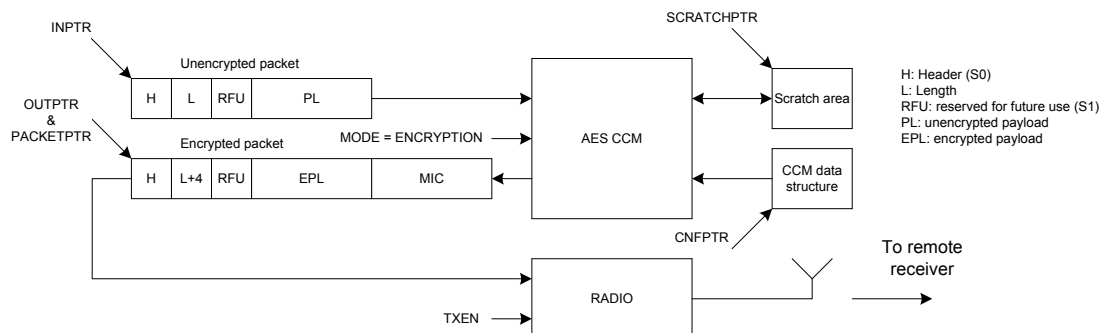 SCRATCHPTR
INPTR
Unencrypted packet
H L RFU PL
Scratch area
H: Header (S0)
L: Length
RFU: reserved for future use (S1)
PL: unencrypted payload
EPL: encrypted payload
OUTPTR
&
PACKETPTR
MODE = ENCRYPTION
AES CCM
Encrypted packet
H L+4 RFU EPL MIC
CCM data
structure
CNFPTR
To remote
receiver
RADIO
TXEN